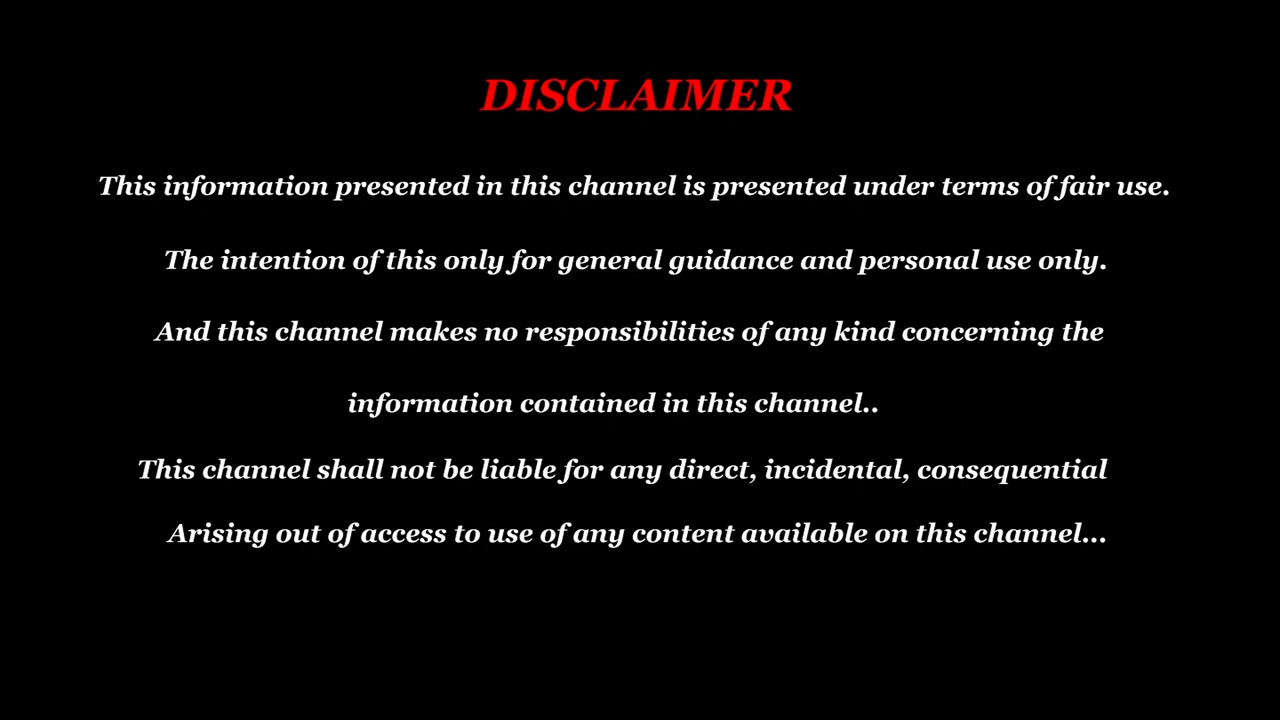 DISCLAIMER
This information presented in this channel is presented under terms of fair use.
The intention of this only for general guidance and personal use only.
And this channel makes no responsibilities of any kind concerning the
information contained in this channel..
This channel shall not be liable for any direct, incidental, consequential
Arising out of access to use of any content available on this channel...